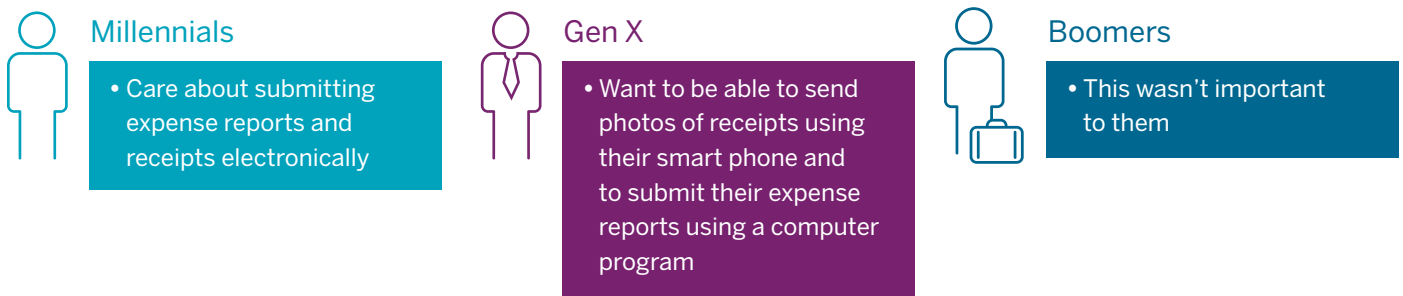 Millennials
• Care about submitting
expense reports and
receipts electronically
Gen X
• Want to be able to send
photos of receipts using
their smart phone and
to submit their expense
reports using a computer
program
Boomers
• This wasn't important
to them